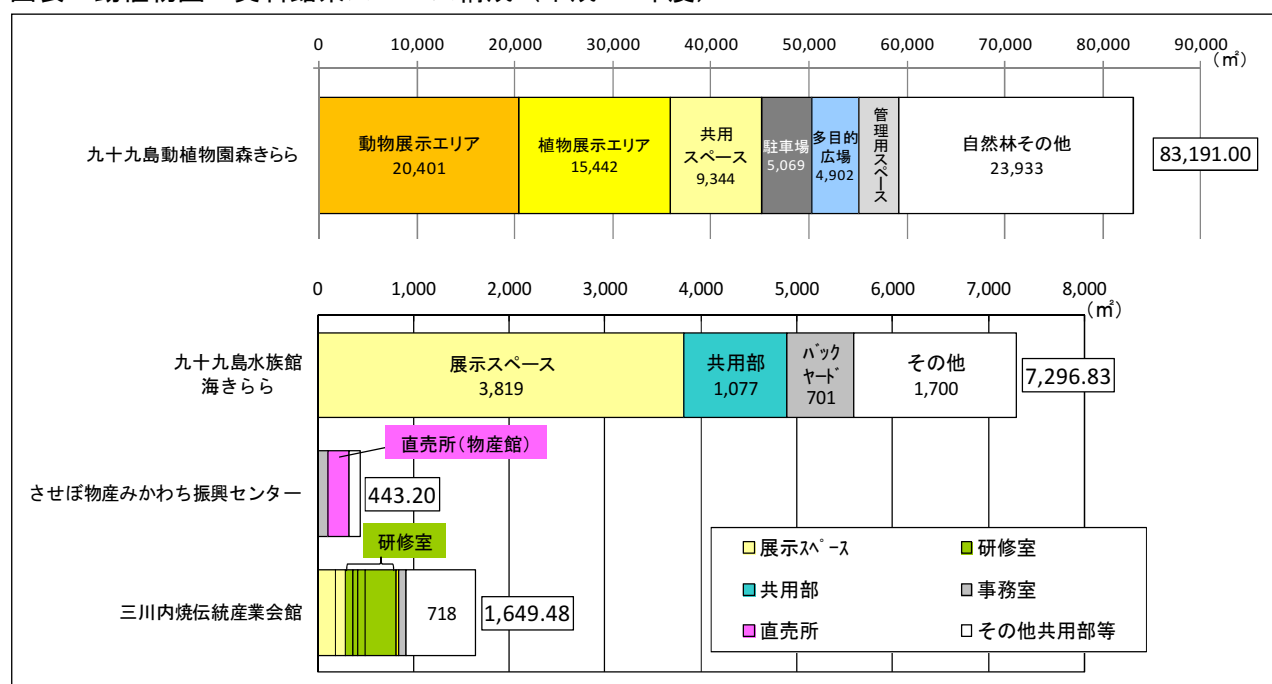 0 10,000 20,000 30,000 40,000 50,000 60,000 70,000 80,000 90,000
(㎡)
九十九島動植物園森きらら
動物展示エリア
20,401
植物展示エリア
15,442
共用
スペース
9,344
駐車場
5,069
多目的
広場
4,902
管理用スペース
自然林その他
23,933
83,191.00
0 1,000 2,000 3,000 4,000 5,000 6,000 7,000 8,000
(㎡)
九十九島水族館
海きらら
展示スペース
3,819
共用部
1,077
ﾊﾞｯｸ
ﾔｰﾄﾞ
701
その他
1,700
7,296.83
直売所(物産館)
させぼ物産みかわち振興センター
443.20
研修室
三川内焼伝統産業会館
718
1,649.48
展示ｽﾍﾟｰｽ
研修室
共用部
事務室
直売所
その他共用部等